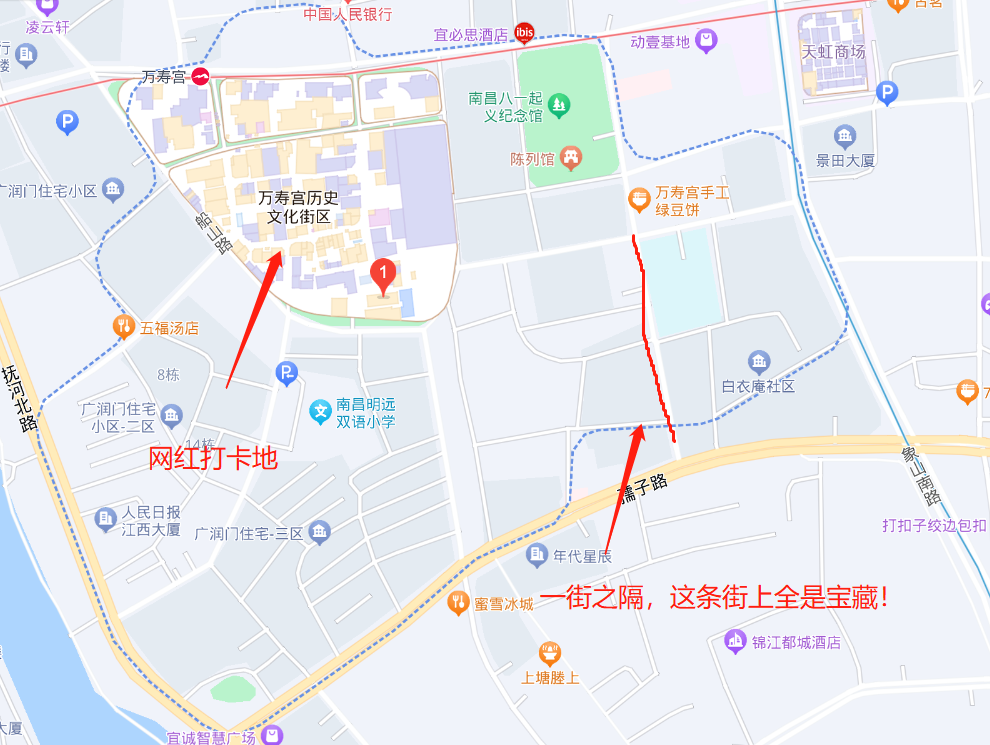 凌云轩
中国人民银行
古茗
宜必思酒店
ibis
动壹基地
行
楼
万寿宫
天虹商场
P
P
南昌八一起
义纪念馆
景田大厦
陈列馆
广润门住宅小区
万寿宫手工
绿豆饼
万寿宫历史
文化街区
船山路
1
五福汤店
8栋
P
白衣庵社区
抚河北路
7
广润门住宅
小区-二区
文
南昌明远
双语小学
14栋
网红打卡地
象山南路
孺子路
人民日报
江西大厦
广润门住宅-三区
打扣子绞边包扣
年代星辰
一街之隔，这条街上全是宝藏！
蜜雪冰城
锦江都城酒店
上塘塍上
大厦
宜诚智慧广场